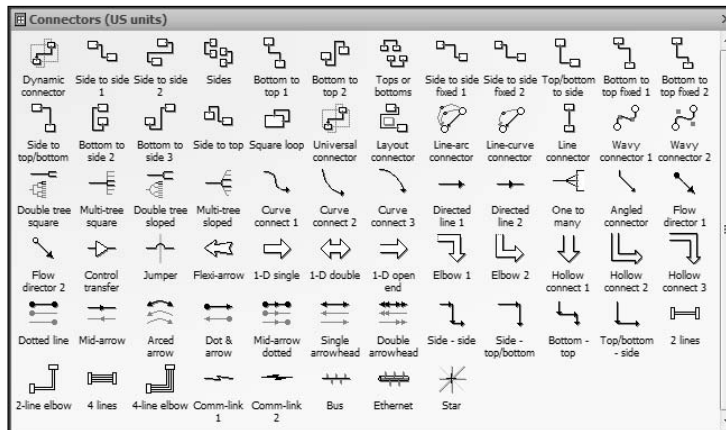 Connectors (US units)
Dynamic connector Side to side 1 Side to side 2 Sides Bottom to top 1 Bottom to top 2 Tops or bottoms Side to side fixed 1 Side to side fixed 2 Top/bottom to side Bottom to top fixed 1 Bottom to top fixed 2
Side to top/bottom Bottom to side 2 Bottom to side 3 Side to top Square loop Universal connector Layout connector Line-arc connector Line-curve connector Line connector Wavy connector 1 Wavy connector 2
Double tree square Multi-tree square Double tree sloped Multi-tree sloped Curve connect 1 Curve connect 2 Curve connect 3 Directed line 1 Directed line 2 One to many Angled connector Flow director 1
Flow director 2 Control transfer Jumper Flexi-arrow 1-D single 1-D double 1-D open end Elbow 1 Elbow 2 Hollow connect 1 Hollow connect 2 Hollow connect 3
Dotted line Mid-arrow Arced arrow Dot & arrow Mid-arrow dotted Single arrowhead Double arrowhead Side - side Side - top/bottom Bottom - top Top/bottom - side 2 lines
2-line elbow 4 lines 4-line elbow Comm-link 1 Comm-link 2 Bus Ethernet Star